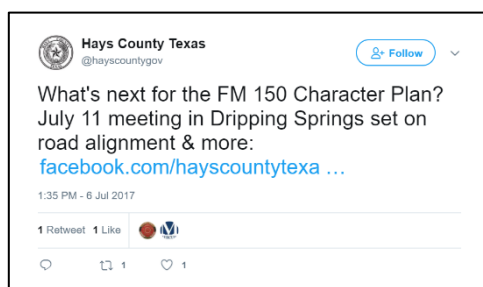 Hays County Texas
@hayscountygov
Follow
What's next for the FM 150 Character Plan?
July 11 meeting in Dripping Springs set on
road alignment & more:
facebook.com/hayscountytexa …
1:35 PM - 6 Jul 2017
1 Retweet 1 Like
1 1